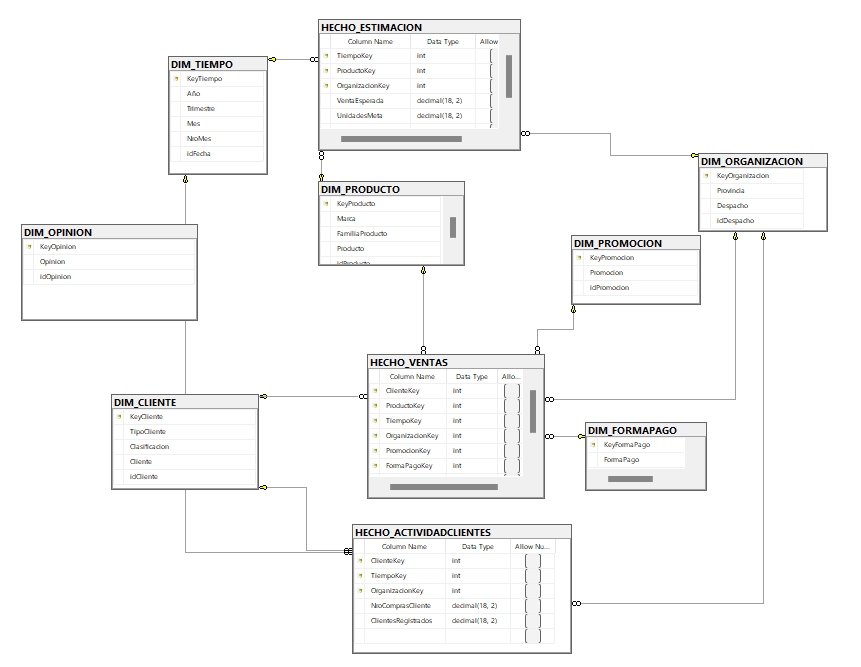 HECHO_ESTIMACION
Column Name Data Type Allow
TiempoKey int
ProductoKey int
OrganizacionKey int
VentaEsperada decimal(18, 2)
UnidadesMeta decimal(18, 2)
DIM_TIEMPO
KeyTiempo
Año
Trimestre
Mes
NroMes
idFecha
DIM_ORGANIZACION
KeyOrganizacion
Provincia
Despacho
idDespacho
DIM_PRODUCTO
KeyProducto
Marca
FamiliaProducto
Producto
idProducto
DIM_OPINION
KeyOpinion
Opinion
idOpinion
DIM_PROMOCION
KeyPromocion
Promocion
idPromocion
HECHO_VENTAS
Column Name Data Type Allo...
ClienteKey int
ProductoKey int
TiempoKey int
OrganizacionKey int
PromocionKey int
FormaPagoKey int
DIM_CLIENTE
KeyCliente
TipoCliente
Clasificacion
Cliente
idCliente
DIM_FORMAPAGO
KeyFormaPago
FormaPago
HECHO_ACTIVIDADCLIENTES
Column Name Data Type Allow Nu...
ClienteKey int
TiempoKey int
OrganizacionKey int
NroComprasCliente decimal(18, 2)
ClientesRegistrados decimal(18, 2)